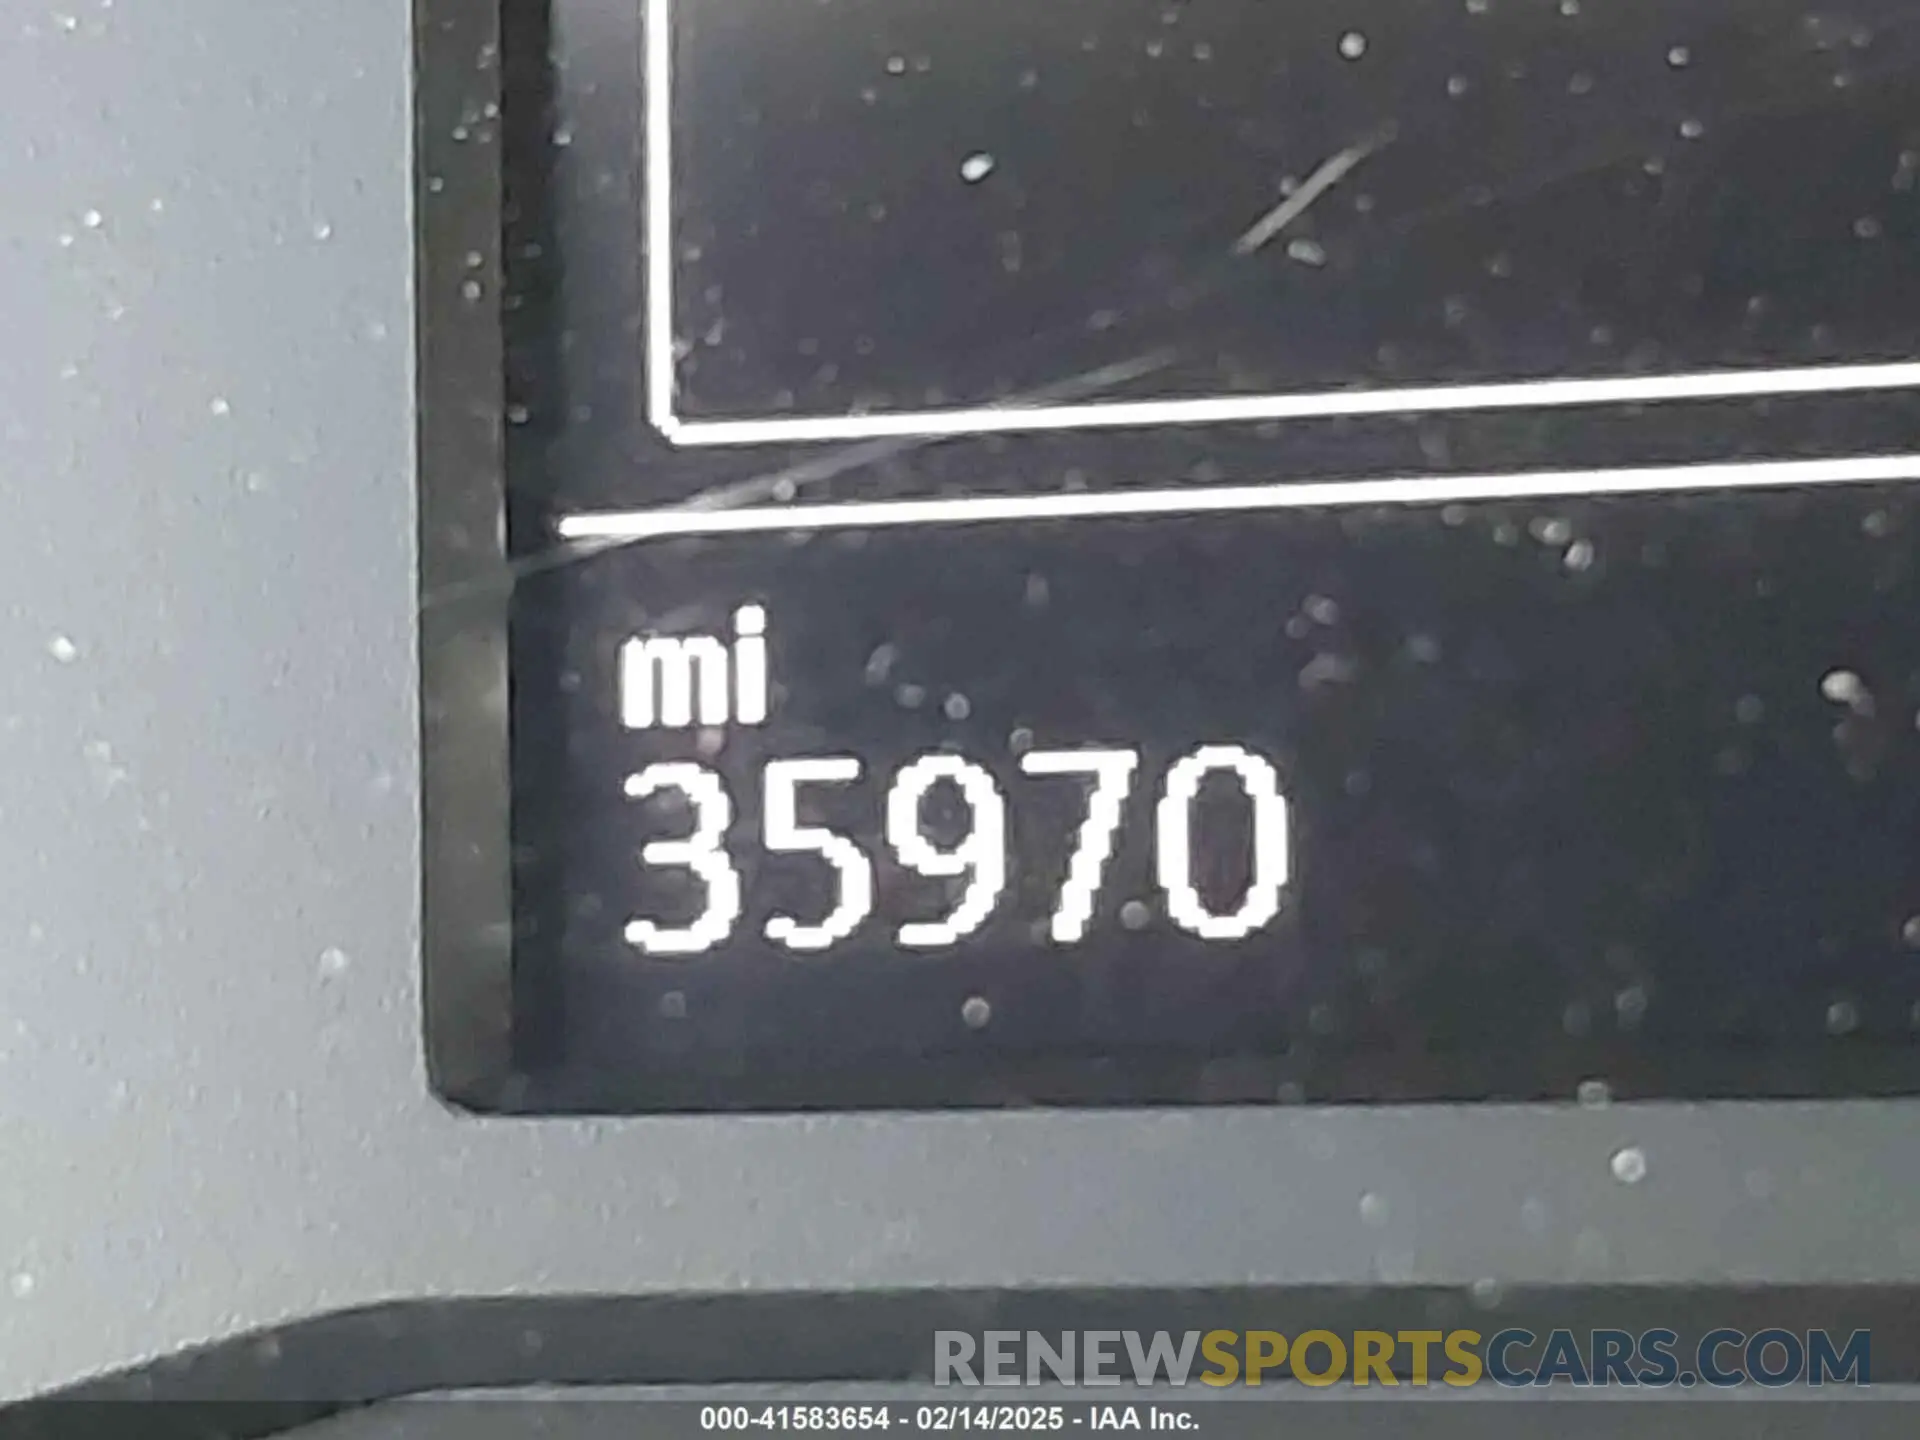 mi
35970
RENEWSPORTSCARS.COM
000-41583654 - 02/14/2025 - IAA Inc.